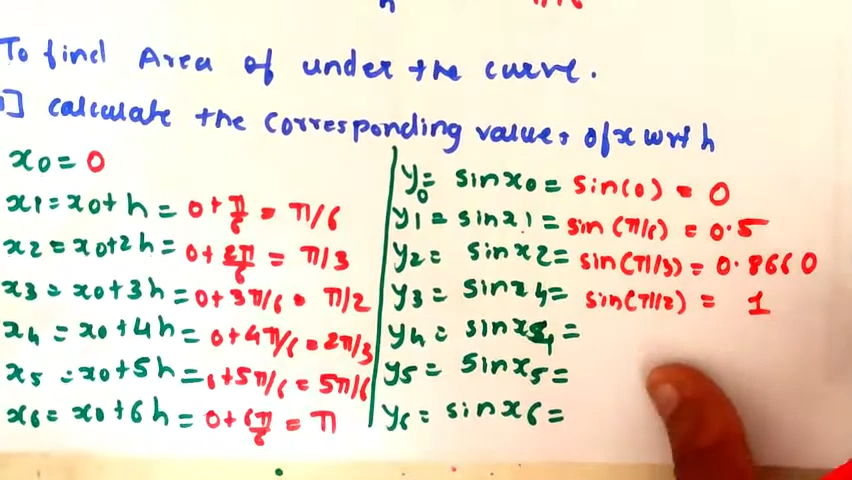 To find Area of under the curve.
1] calculate the corresponding values of x wrt h
x0 = 0
x1 = x0 + h = 0 + π/6 = π/6
x2 = x0 + 2h = 0 + 2π/6 = π/3
x3 = x0 + 3h = 0 + 3π/6 = π/2
x4 = x0 + 4h = 0 + 4π/6 = 2π/3
x5 = x0 + 5h = 0 + 5π/6 = 5π/6
x6 = x0 + 6h = 0 + 6π/6 = π
y0 = sin x0 = sin(0) = 0
y1 = sin x1 = sin(π/6) = 0.5
y2 = sin x2 = sin(π/3) = 0.8660
y3 = sin x4 = sin(π/2) = 1
y4 = sin x4 =
y5 = sin x5 =
y6 = sin x6 =